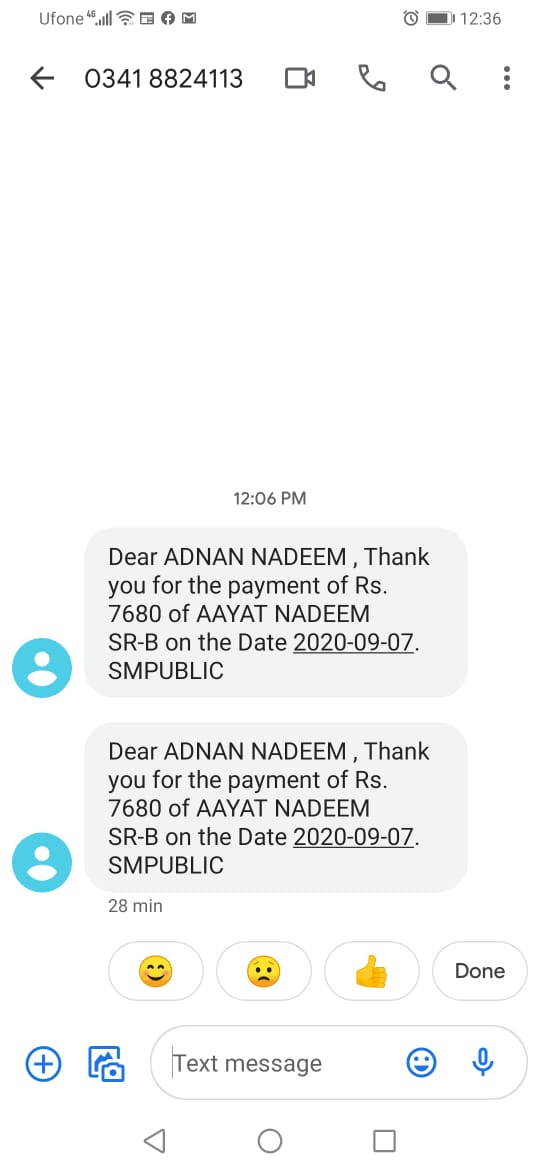 Ufone 4G 12:36
0341 8824113
12:06 PM
Dear ADNAN NADEEM , Thank
you for the payment of Rs.
7680 of AAYAT NADEEM
SR-B on the Date 2020-09-07.
SMPUBLIC
Dear ADNAN NADEEM , Thank
you for the payment of Rs.
7680 of AAYAT NADEEM
SR-B on the Date 2020-09-07.
SMPUBLIC
28 min
Done
Text message